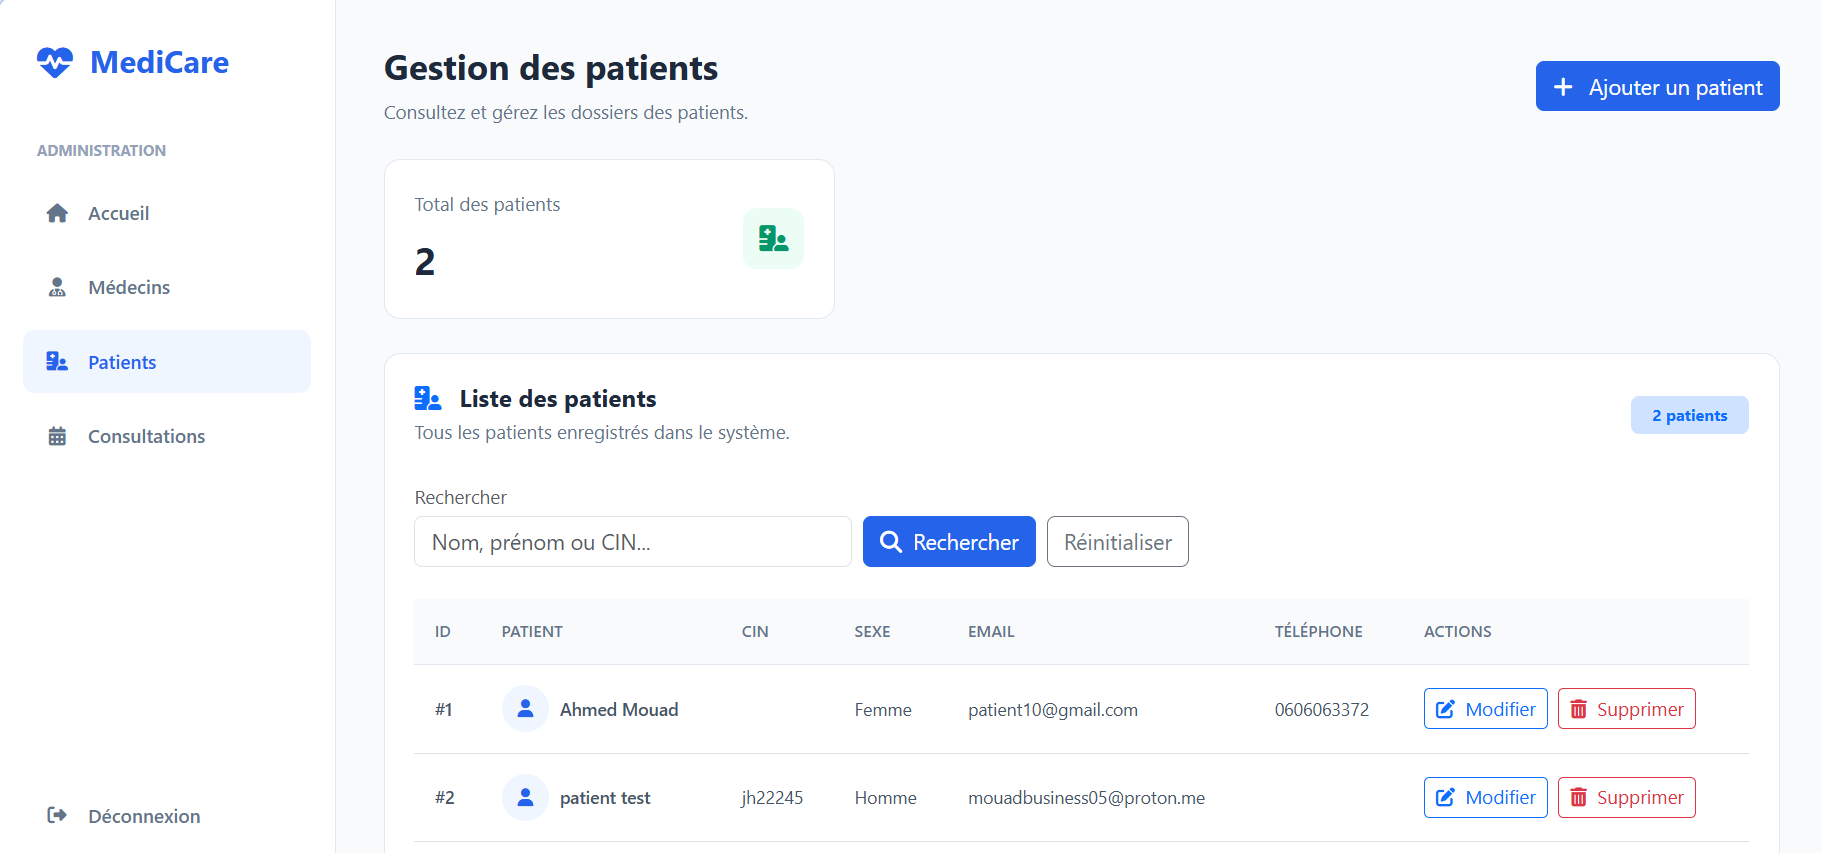 MediCare
ADMINISTRATION
Accueil
Médecins
Patients
Consultations
Déconnexion
Gestion des patients
Consultez et gérez les dossiers des patients.
Ajouter un patient
Total des patients
2
Liste des patients
Tous les patients enregistrés dans le système.
2 patients
Rechercher
Nom, prénom ou CIN... Rechercher Réinitialiser
ID PATIENT CIN SEXE EMAIL TÉLÉPHONE ACTIONS
#1 Ahmed Mouad Femme patient10@gmail.com 0606063372 Modifier Supprimer
#2 patient test jh22245 Homme mouadbusiness05@proton.me Modifier Supprimer